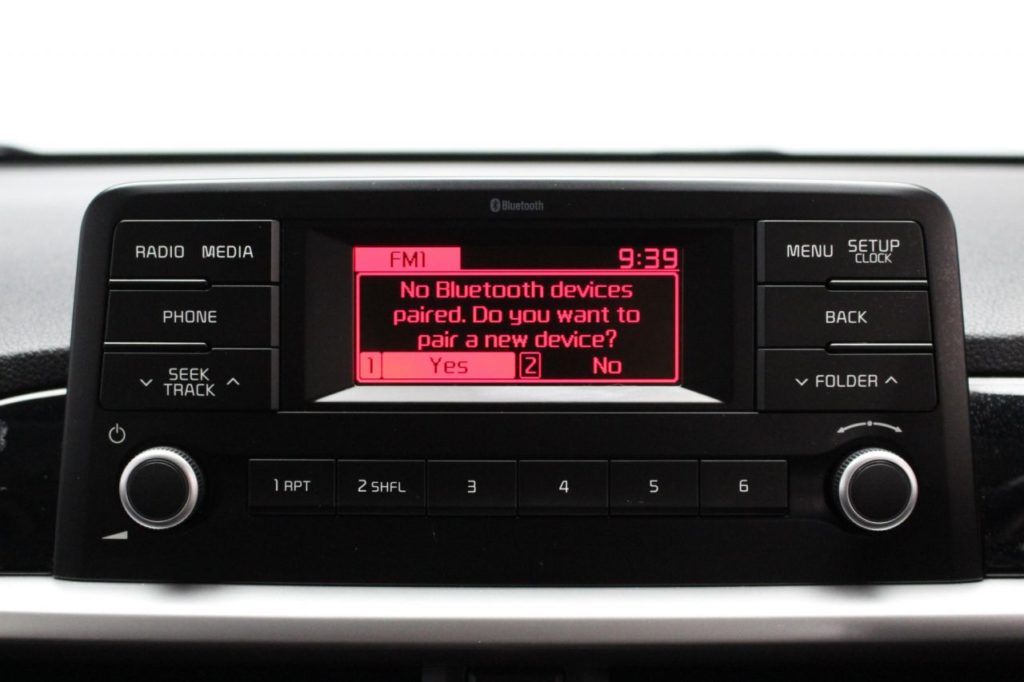 Bluetooth
RADIO MEDIA
PHONE
SEEK
TRACK
FM1 9:39
No Bluetooth devices
paired. Do you want to
pair a new device?
1 Yes 2 No
MENU SETUP
CLOCK
BACK
FOLDER
1 RPT 2 SHFL 3 4 5 6